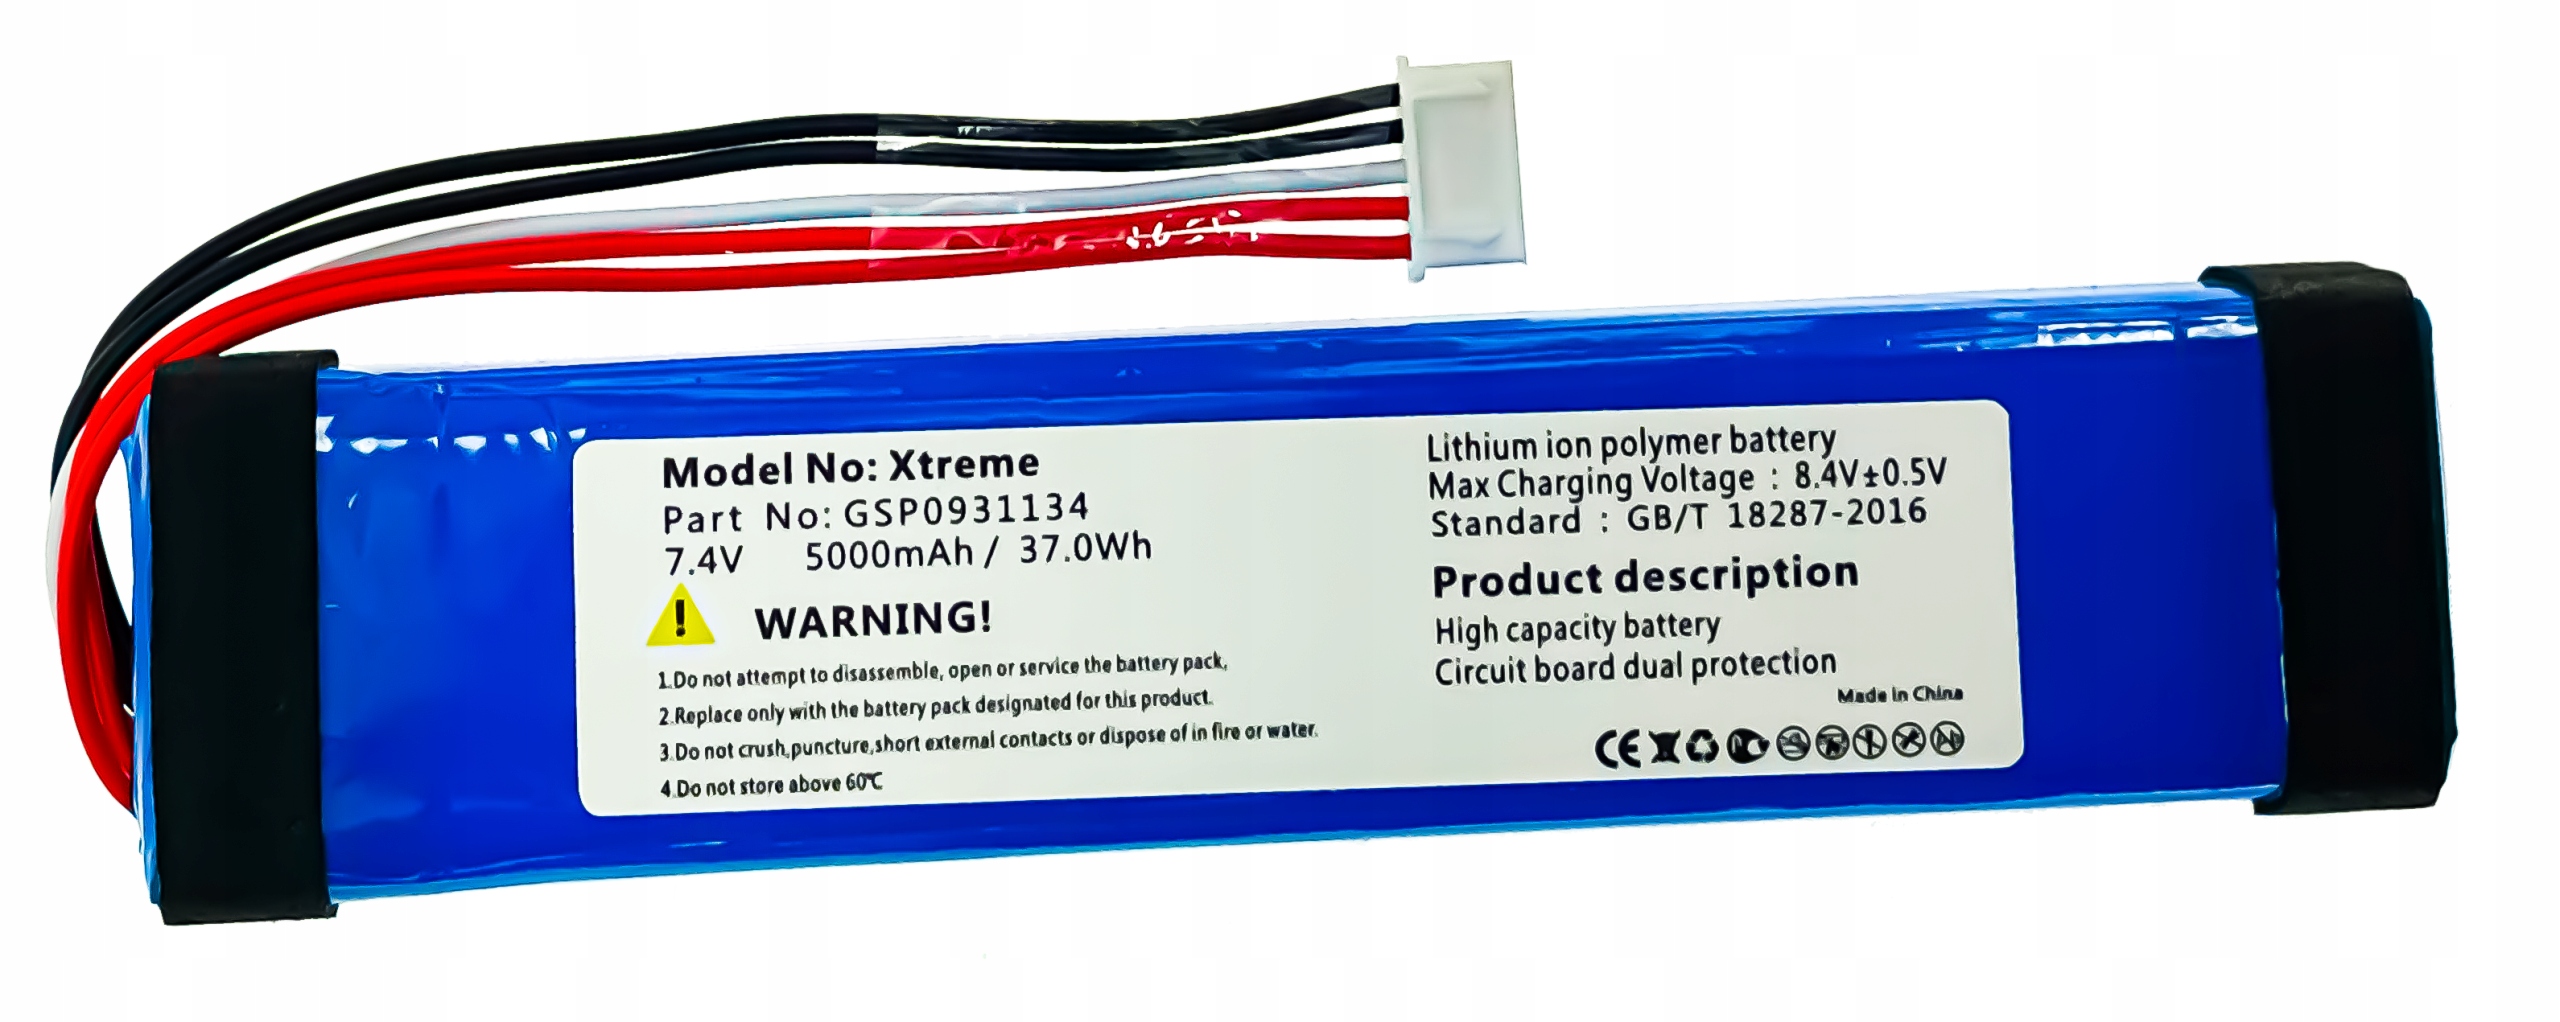 Model No: Xtreme
Part No: GSP0931134
7.4V 5000mAh / 37.0Wh
! WARNING!
1.Do not attempt to disassemble, open or service the battery pack,
2.Replace only with the battery pack designated for this product.
3.Do not crush,puncture,short external contacts or dispose of in fire or water.
4.Do not store above 60℃
Lithium ion polymer battery
Max Charging Voltage : 8.4V±0.5V
Standard : GB/T 18287-2016
Product description
High capacity battery
Circuit board dual protection
Made in China
CE